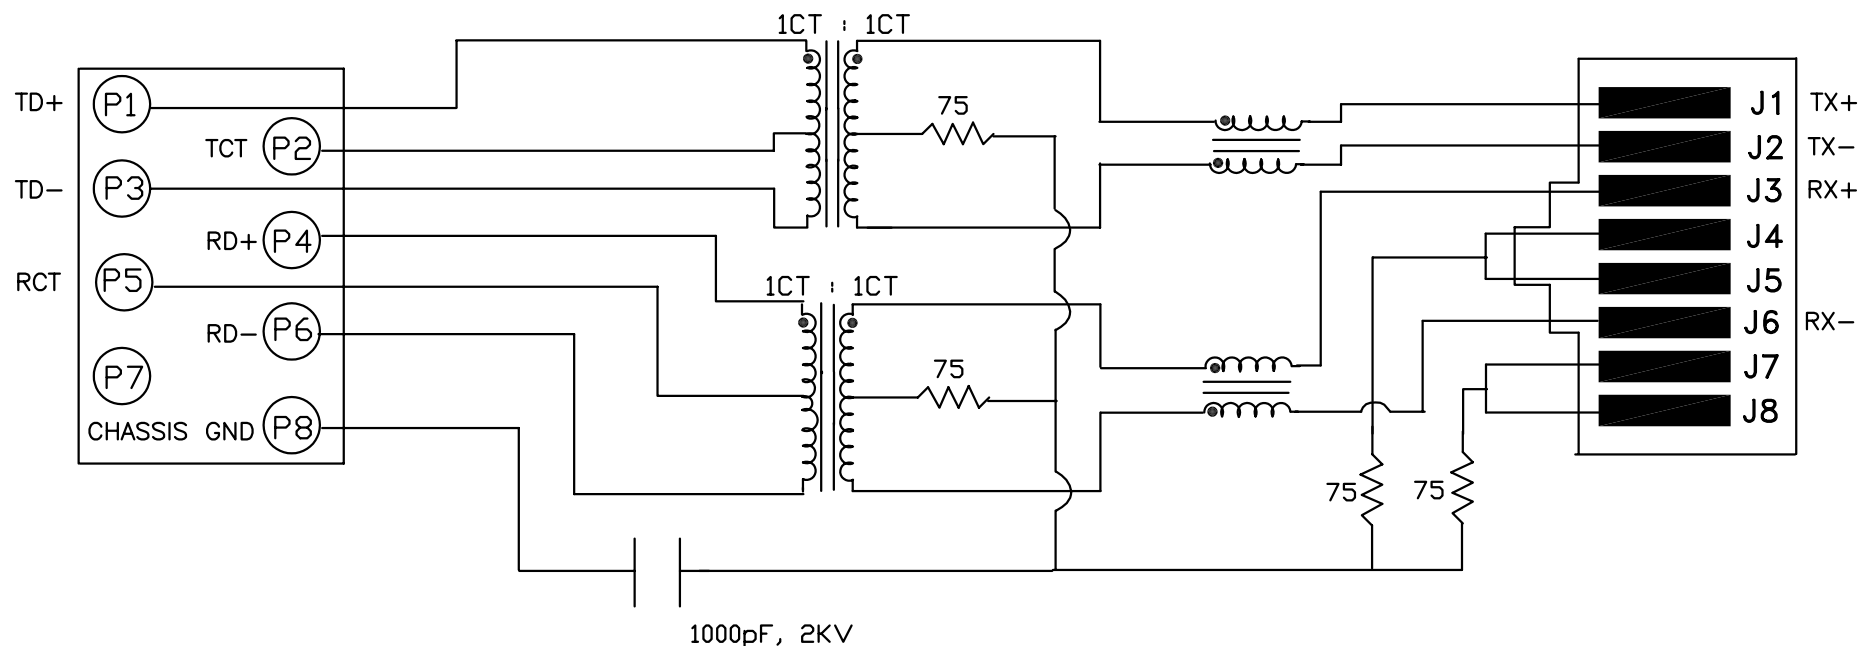 1CT : 1CT
TD+ P1
TCT P2
TD- P3
RD+ P4
RCT P5
RD- P6
P7
CHASSIS GND P8
75
1CT : 1CT
75
J1 TX+
J2 TX-
J3 RX+
J4
J5
J6 RX-
J7
J8
75 75
1000pF, 2KV